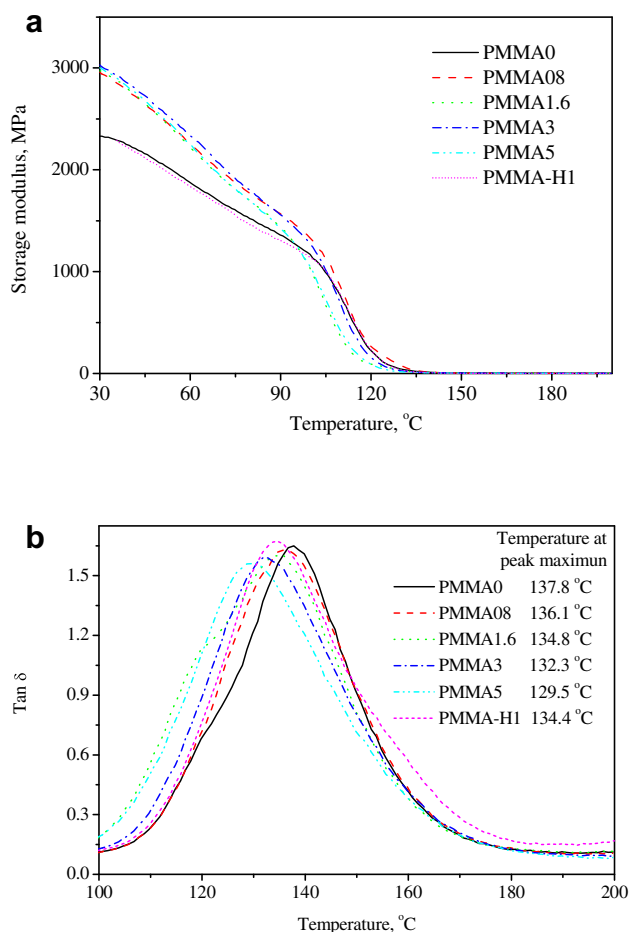 a
PMMA0
PMMA08
PMMA1.6
PMMA3
PMMA5
PMMA-H1
3000
2000
1000
0
Storage modulus, MPa
30 60 90 120 150 180
Temperature, °C
b
Temperature at
peak maximun
PMMA0 137.8 °C
PMMA08 136.1 °C
PMMA1.6 134.8 °C
PMMA3 132.3 °C
PMMA5 129.5 °C
PMMA-H1 134.4 °C
1.5
1.2
0.9
0.6
0.3
0.0
Tan δ
100 120 140 160 180 200
Temperature, °C